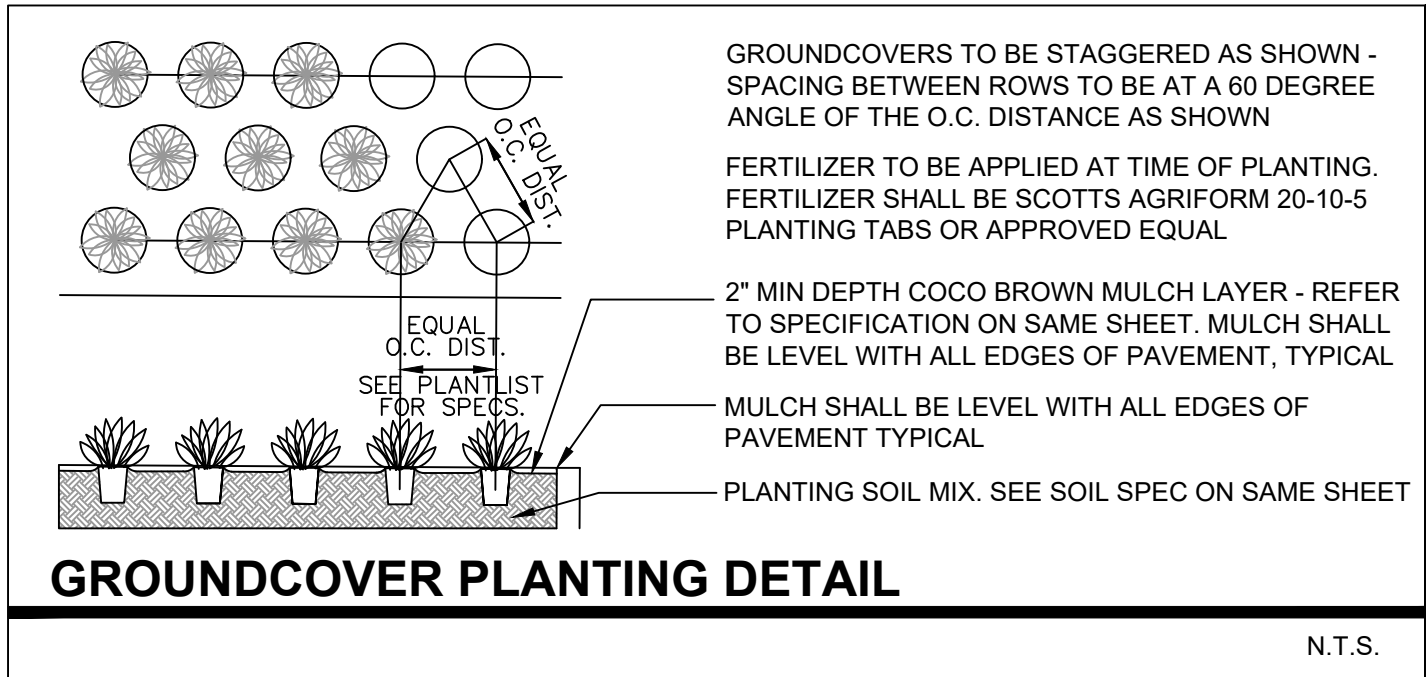 GROUNDCOVERS TO BE STAGGERED AS SHOWN -
SPACING BETWEEN ROWS TO BE AT A 60 DEGREE
ANGLE OF THE O.C. DISTANCE AS SHOWN
EQUAL
O.C. DIST.
FERTILIZER TO BE APPLIED AT TIME OF PLANTING.
FERTILIZER SHALL BE SCOTTS AGRIFORM 20-10-5
PLANTING TABS OR APPROVED EQUAL
2" MIN DEPTH COCO BROWN MULCH LAYER - REFER
TO SPECIFICATION ON SAME SHEET. MULCH SHALL
BE LEVEL WITH ALL EDGES OF PAVEMENT, TYPICAL
EQUAL
O.C. DIST.
SEE PLANTLIST
FOR SPECS.
MULCH SHALL BE LEVEL WITH ALL EDGES OF
PAVEMENT TYPICAL
PLANTING SOIL MIX. SEE SOIL SPEC ON SAME SHEET
GROUNDCOVER PLANTING DETAIL
N.T.S.